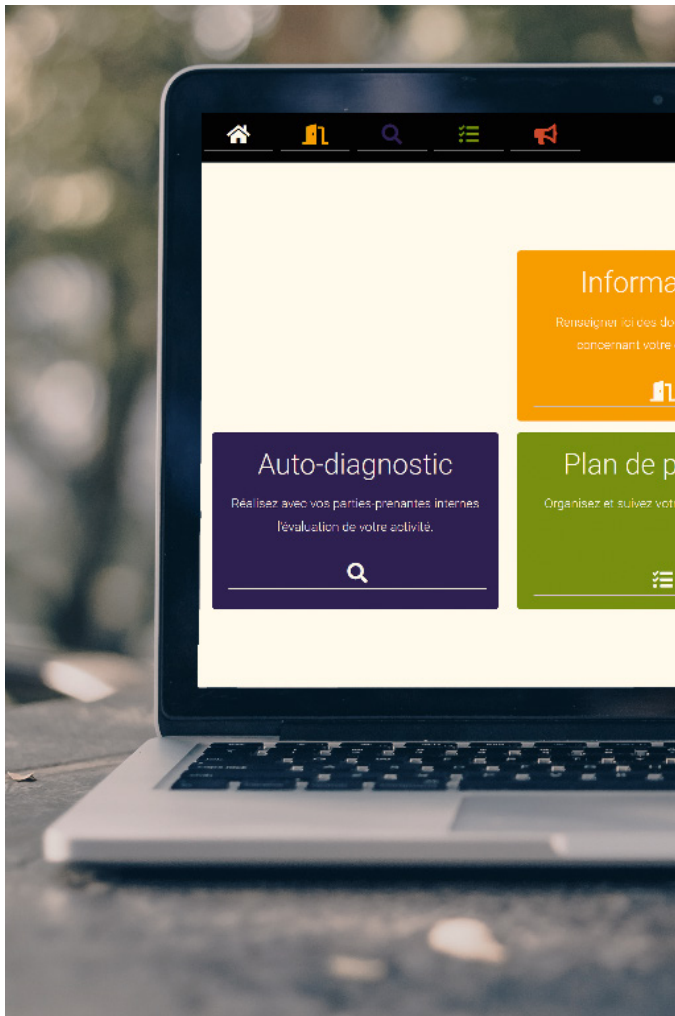 Informa
Renseigner ici des do
concernant votre
Auto-diagnostic
Réalisez avec vos parties-prenantes internes
l'évaluation de votre activité.
Plan de p
Organisez et suivez votr